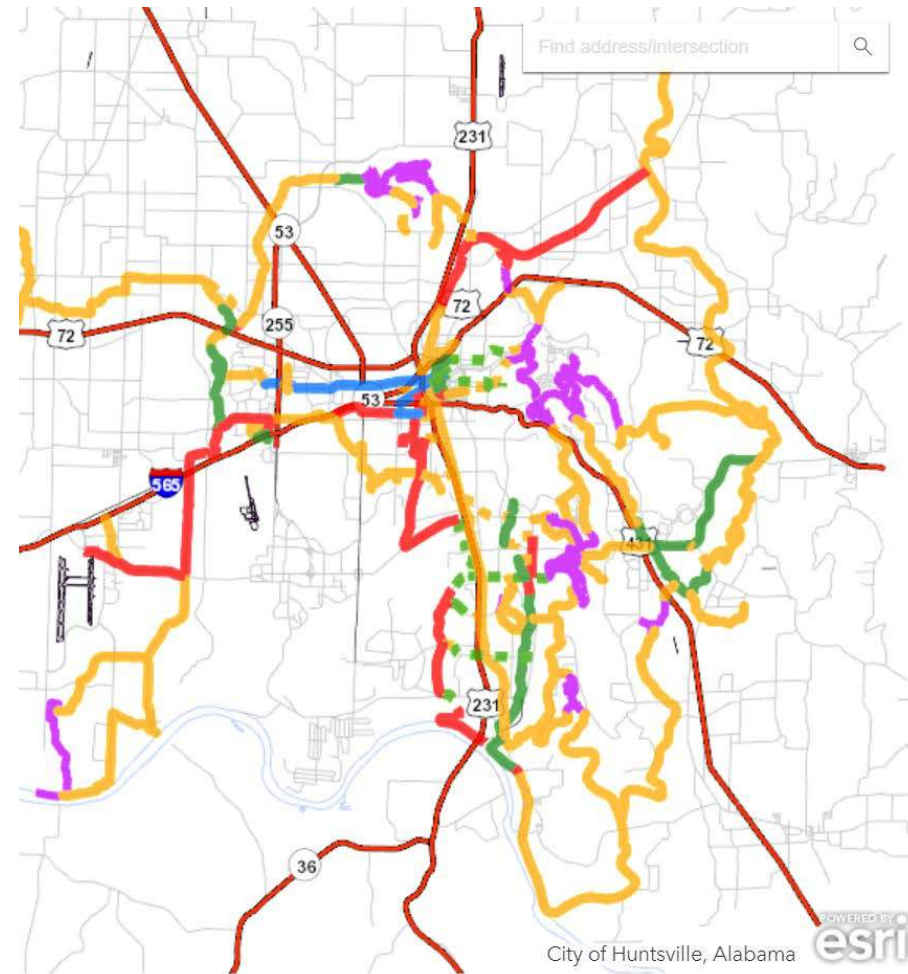 Find address/intersection
231
53
72
255
72
72
53
565
431
231
36
POWERED BY
esri
City of Huntsville, Alabama